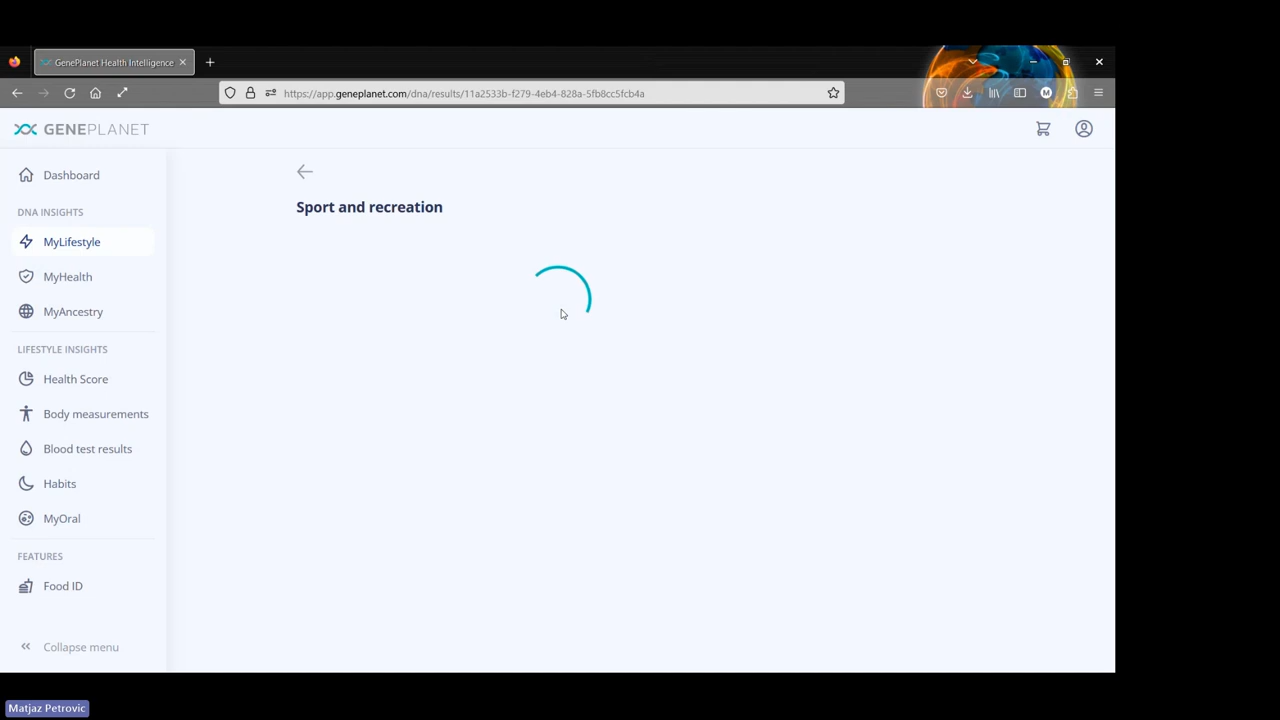 GenePlanet Health Intelligence
https://app.geneplanet.com/dna/results/11a2533b-f279-4eb4-828a-5fb8cc5fcb4a
M
GENEPLANET
Dashboard
Sport and recreation
DNA INSIGHTS
MyLifestyle
MyHealth
MyAncestry
LIFESTYLE INSIGHTS
Health Score
Body measurements
Blood test results
Habits
MyOral
FEATURES
Food ID
Collapse menu
Matjaz Petrovic